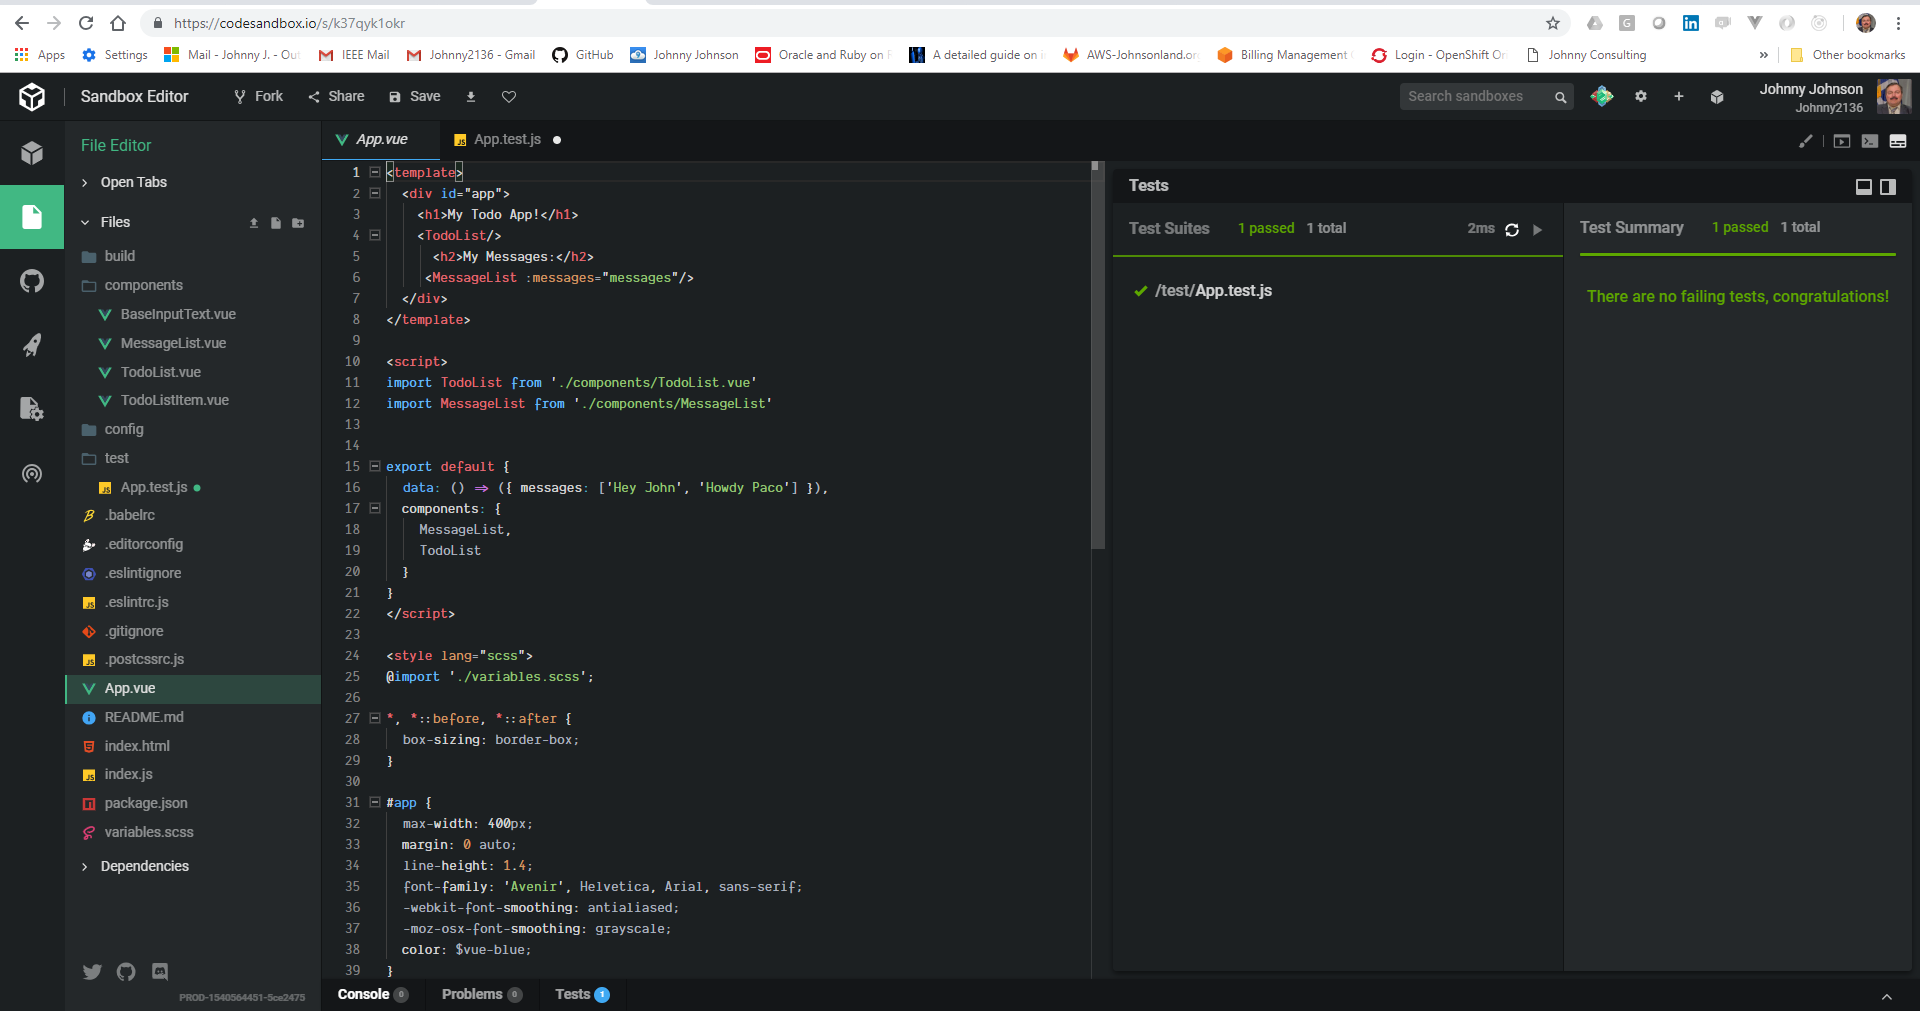 https://codesandbox.io/s/k37qyk1okr
Apps Settings Mail - Johnny J. - Out IEEE Mail Johnny2136 - Gmail GitHub Johnny Johnson Oracle and Ruby on A detailed guide on AWS-Johnsonland.or Billing Management Login - OpenShift On Johnny Consulting » Other bookmarks
Sandbox Editor Fork Share Save Search sandboxes Johnny Johnson
Johnny2136
File Editor
Open Tabs
Files
build
components
BaseInputText.vue
MessageList.vue
TodoList.vue
TodoListItem.vue
config
test
App.test.js
.babelrc
.editorconfig
.eslintignore
.eslintrc.js
.gitignore
.postcssrc.js
App.vue
README.md
index.html
index.js
package.json
variables.scss
Dependencies
PROD-1540564451-5ce2475
App.vue App.test.js
1 <template>
2 <div id="app">
3 <h1>My Todo App!</h1>
4 <TodoList/>
5 <h2>My Messages:</h2>
6 <MessageList :messages="messages"/>
7 </div>
8 </template>
9
10 <script>
11 import TodoList from './components/TodoList.vue'
12 import MessageList from './components/MessageList'
13
14
15 export default {
16 data: () => ({ messages: ['Hey John', 'Howdy Paco'] }),
17 components: {
18 MessageList,
19 TodoList
20 }
21 }
22 </script>
23
24 <style lang="scss">
25 @import './variables.scss';
26
27 *, *::before, *::after {
28 box-sizing: border-box;
29 }
30
31 #app {
32 max-width: 400px;
33 margin: 0 auto;
34 line-height: 1.4;
35 font-family: 'Avenir', Helvetica, Arial, sans-serif;
36 -webkit-font-smoothing: antialiased;
37 -moz-osx-font-smoothing: grayscale;
38 color: $vue-blue;
39 }
Console 0 Problems 0 Tests 1
Tests
Test Suites 1 passed 1 total 2ms
/test/App.test.js
Test Summary 1 passed 1 total
There are no failing tests, congratulations!